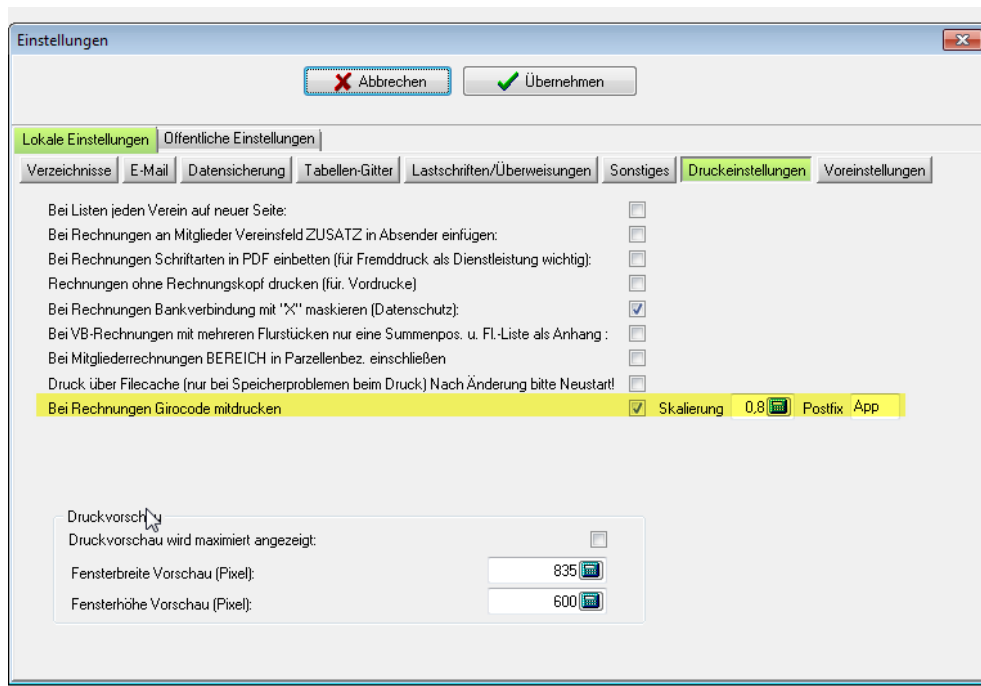 Einstellungen
Abbrechen Übernehmen
Lokale Einstellungen Öffentliche Einstellungen
Verzeichnisse E-Mail Datensicherung Tabellen-Gitter Lastschriften/Überweisungen Sonstiges Druckeinstellungen Voreinstellungen
Bei Listen jeden Verein auf neuer Seite:
Bei Rechnungen an Mitglieder Vereinsfeld ZUSATZ in Absender einfügen:
Bei Rechnungen Schriftarten in PDF einbetten (für Fremddruck als Dienstleistung wichtig):
Rechnungen ohne Rechnungskopf drucken (für. Vordrucke)
Bei Rechnungen Bankverbindung mit "X" maskieren (Datenschutz):
Bei VB-Rechnungen mit mehreren Flurstücken nur eine Summenpos. u. Fl.-Liste als Anhang :
Bei Mitgliederrechnungen BEREICH in Parzellenbez. einschließen
Druck über Filecache (nur bei Speicherproblemen beim Druck) Nach Änderung bitte Neustart!
Bei Rechnungen Girocode mitdrucken Skalierung 0,8 Postfix App
Druckvorschau
Druckvorschau wird maximiert angezeigt:
Fensterbreite Vorschau (Pixel): 835
Fensterhöhe Vorschau (Pixel): 600